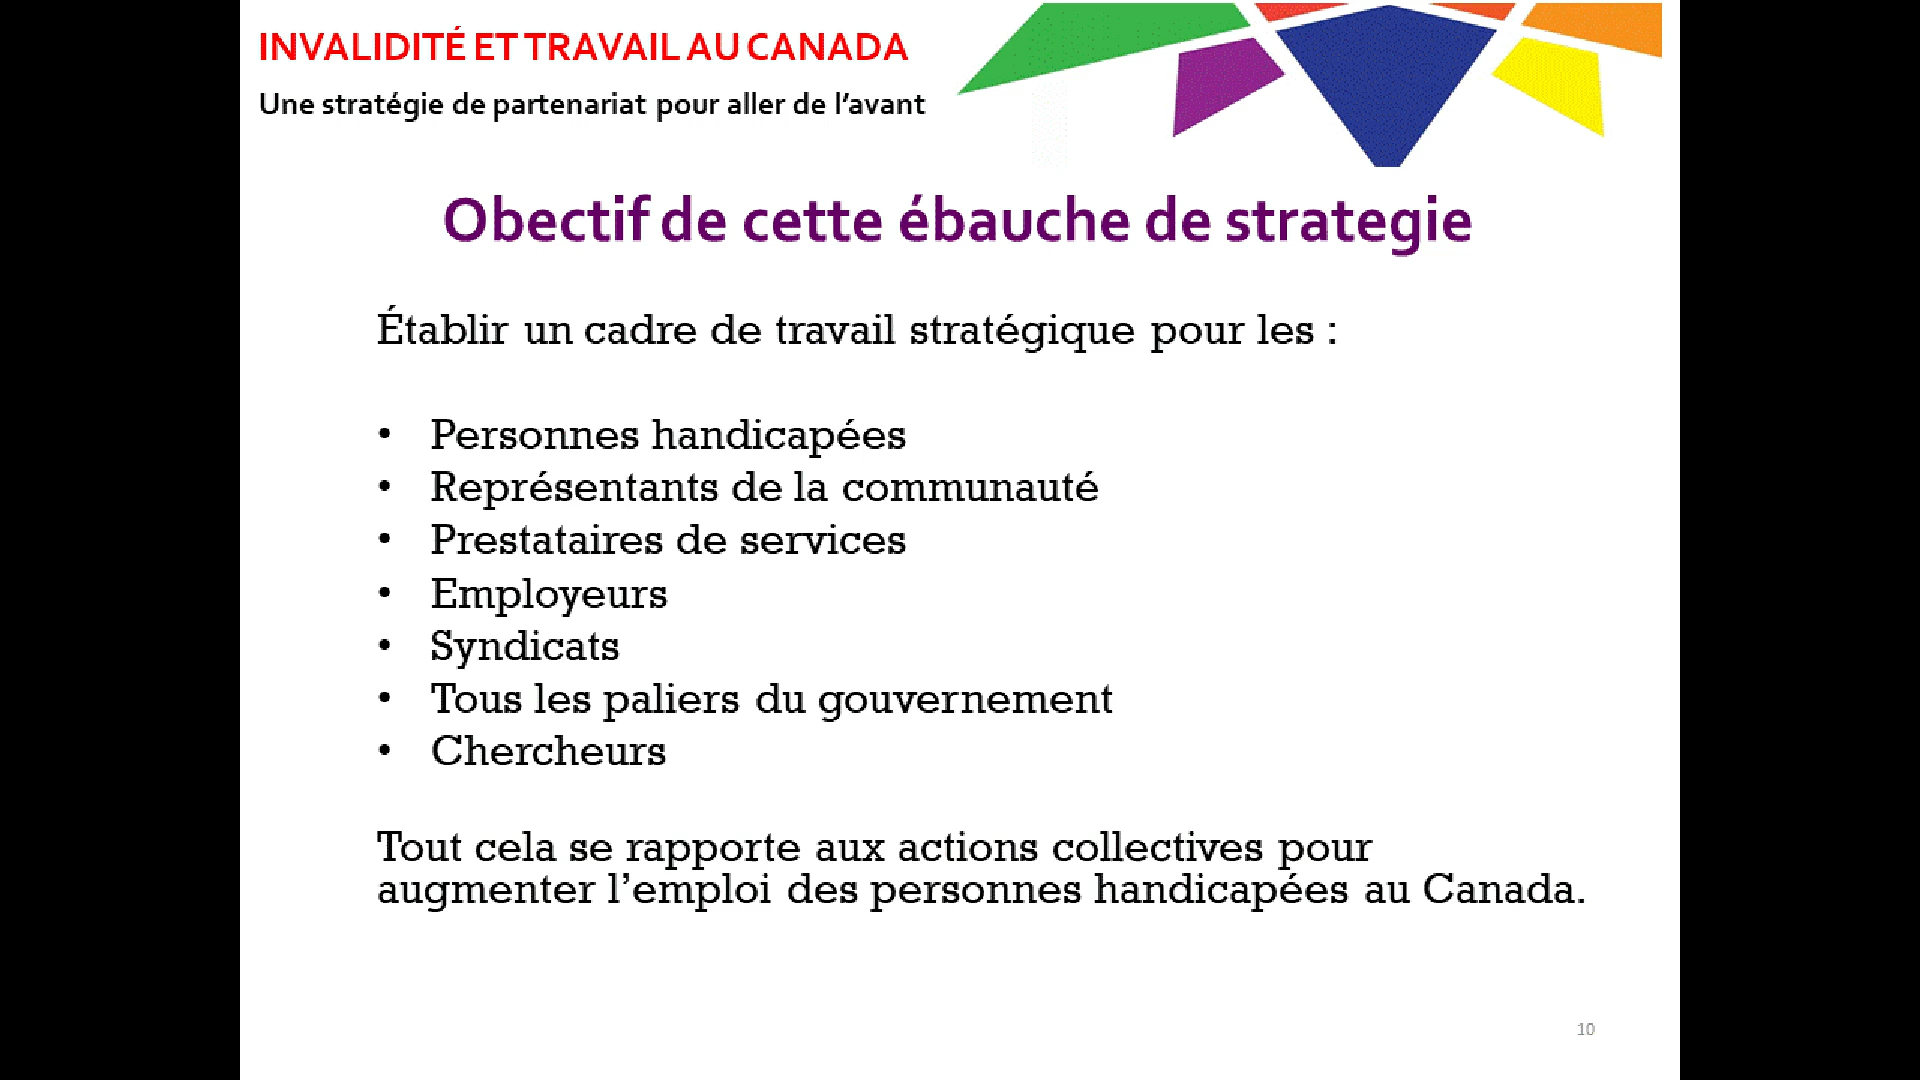 INVALIDITÉ ET TRAVAIL AU CANADA
Une stratégie de partenariat pour aller de l’avant
Obectif de cette ébauche de strategie
Établir un cadre de travail stratégique pour les :
• Personnes handicapées
• Représentants de la communauté
• Prestataires de services
• Employeurs
• Syndicats
• Tous les paliers du gouvernement
• Chercheurs
Tout cela se rapporte aux actions collectives pour
augmenter l’emploi des personnes handicapées au Canada.
10